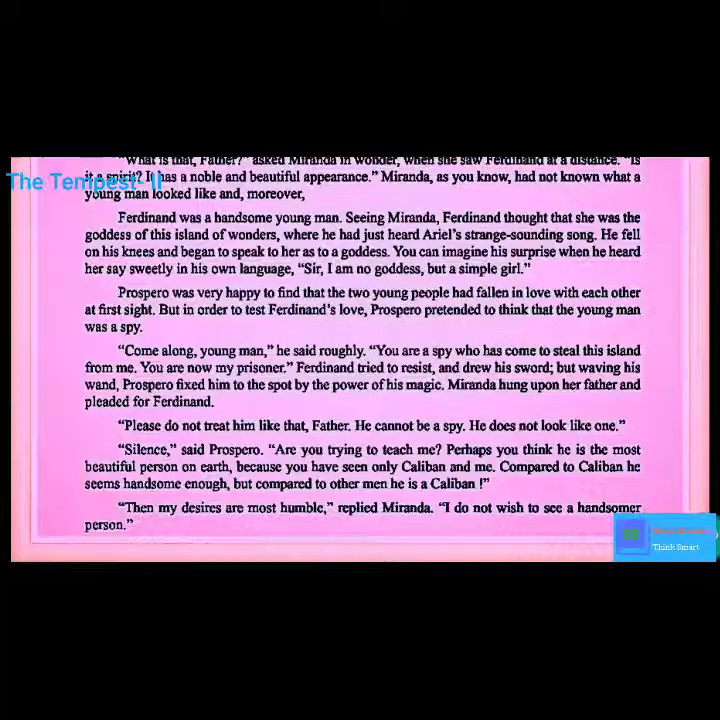 "What is that, Father?" asked Miranda in wonder, when she saw Ferdinand at a distance. "Is
The Tempest- II
it a spirit? It has a noble and beautiful appearance." Miranda, as you know, had not known what a
young man looked like and, moreover,
Ferdinand was a handsome young man. Seeing Miranda, Ferdinand thought that she was the
goddess of this island of wonders, where he had just heard Ariel's strange-sounding song. He fell
on his knees and began to speak to her as to a goddess. You can imagine his surprise when he heard
her say sweetly in his own language, "Sir, I am no goddess, but a simple girl."
Prospero was very happy to find that the two young people had fallen in love with each other
at first sight. But in order to test Ferdinand's love, Prospero pretended to think that the young man
was a spy.
"Come along, young man," he said roughly. "You are a spy who has come to steal this island
from me. You are now my prisoner." Ferdinand tried to resist, and drew his sword; but waving his
wand, Prospero fixed him to the spot by the power of his magic. Miranda hung upon her father and
pleaded for Ferdinand.
"Please do not treat him like that, Father. He cannot be a spy. He does not look like one."
"Silence," said Prospero. "Are you trying to teach me? Perhaps you think he is the most
beautiful person on earth, because you have seen only Caliban and me. Compared to Caliban he
seems handsome enough, but compared to other men he is a Caliban !"
"Then my desires are most humble," replied Miranda. "I do not wish to see a handsomer
person."
SS
Think Smart